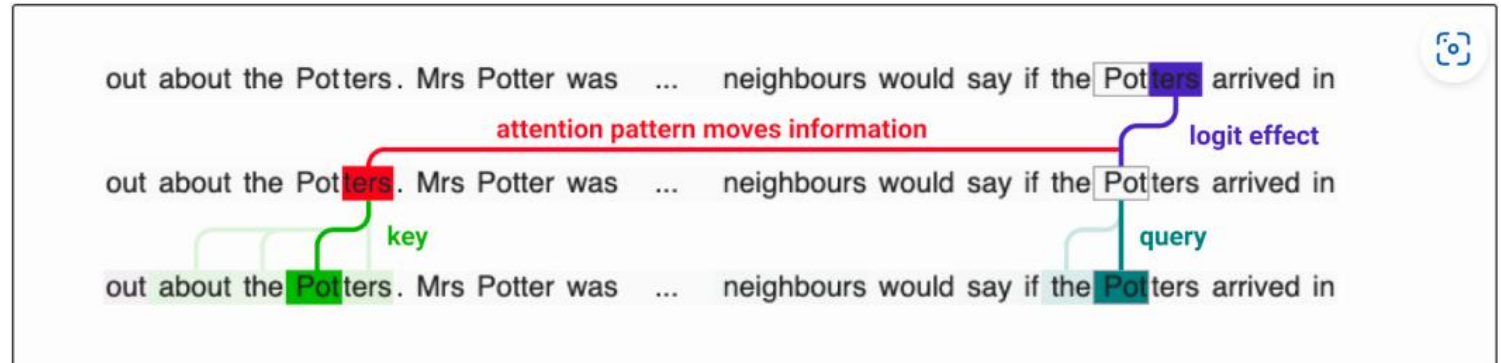 out about the Potters. Mrs Potter was ... neighbours would say if the Potters arrived in
attention pattern moves information
logit effect
out about the Potters. Mrs Potter was ... neighbours would say if the Potters arrived in
key
query
out about the Potters. Mrs Potter was ... neighbours would say if the Potters arrived in